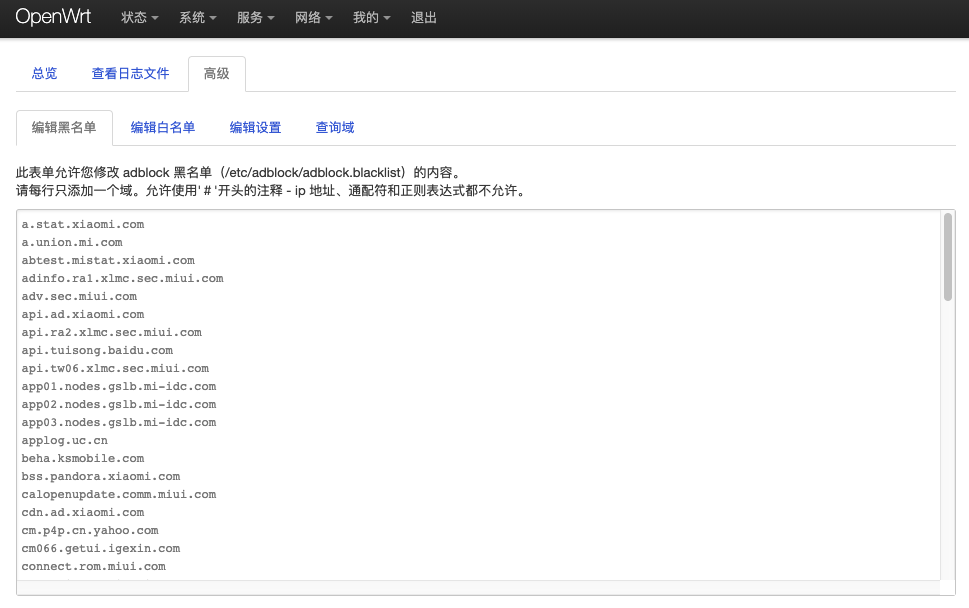 OpenWrt 状态 系统 服务 网络 我的 退出
总览 查看日志文件 高级
编辑黑名单 编辑白名单 编辑设置 查询域
此表单允许您修改 adblock 黑名单（/etc/adblock/adblock.blacklist）的内容。
请每行只添加一个域。允许使用' # '开头的注释 - ip 地址、通配符和正则表达式都不允许。
a.stat.xiaomi.com
a.union.mi.com
abtest.mistat.xiaomi.com
adinfo.ra1.xlmc.sec.miui.com
adv.sec.miui.com
api.ad.xiaomi.com
api.ra2.xlmc.sec.miui.com
api.tuisong.baidu.com
api.tw06.xlmc.sec.miui.com
app01.nodes.gslb.mi-idc.com
app02.nodes.gslb.mi-idc.com
app03.nodes.gslb.mi-idc.com
applog.uc.cn
beha.ksmobile.com
bss.pandora.xiaomi.com
calopenupdate.comm.miui.com
cdn.ad.xiaomi.com
cm.p4p.cn.yahoo.com
cm066.getui.igexin.com
connect.rom.miui.com